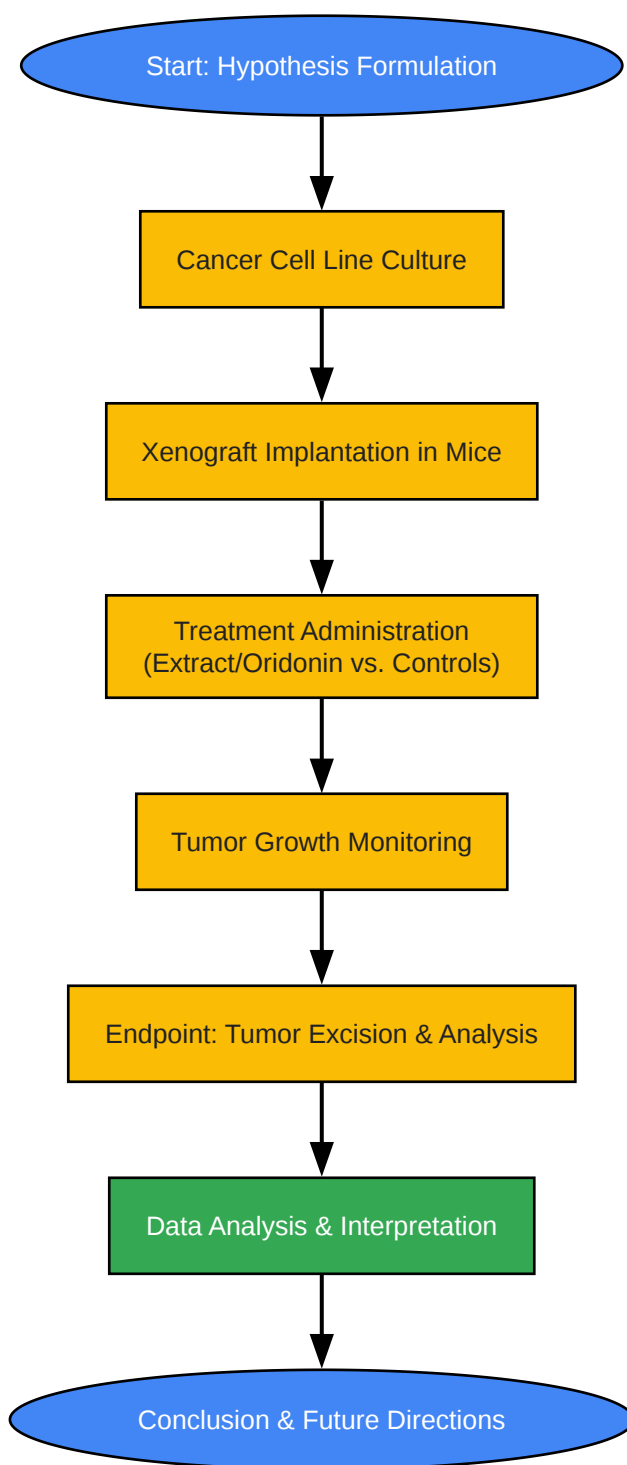 Start: Hypothesis Formulation
Cancer Cell Line Culture
Xenograft Implantation in Mice
Treatment Administration
(Extract/Oridonin vs. Controls)
Tumor Growth Monitoring
Endpoint: Tumor Excision & Analysis
Data Analysis & Interpretation
Conclusion & Future Directions